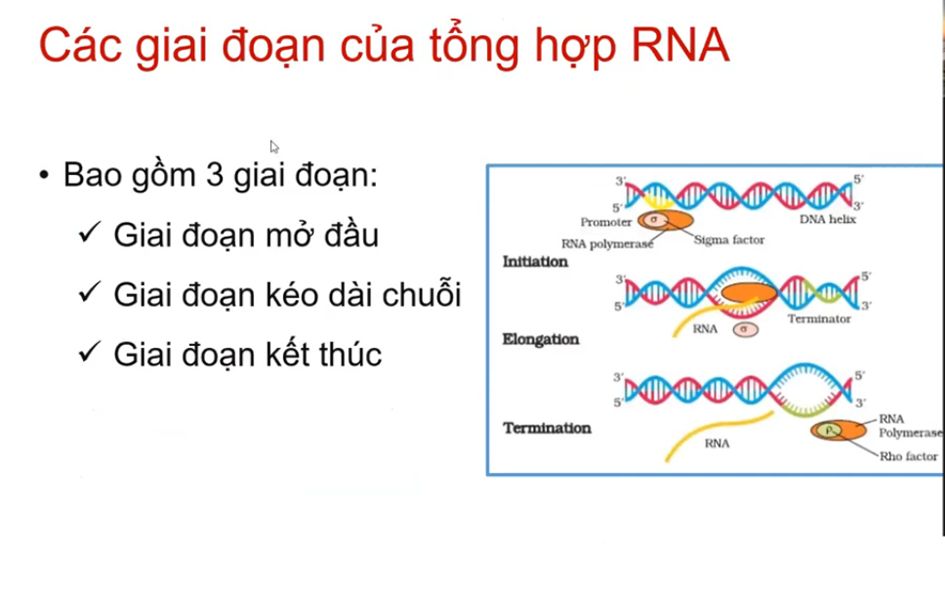 Các giai đoạn của tổng hợp RNA
• Bao gồm 3 giai đoạn:
✓ Giai đoạn mở đầu
✓ Giai đoạn kéo dài chuỗi
✓ Giai đoạn kết thúc
3' 5'
5' 3'
Promoter σ DNA helix
RNA polymerase Sigma factor
Initiation
3' 5'
5' 3'
RNA σ Terminator
Elongation
3' 5'
5' 3'
RNA
Termination ρ Polymerase
RNA
Rho factor